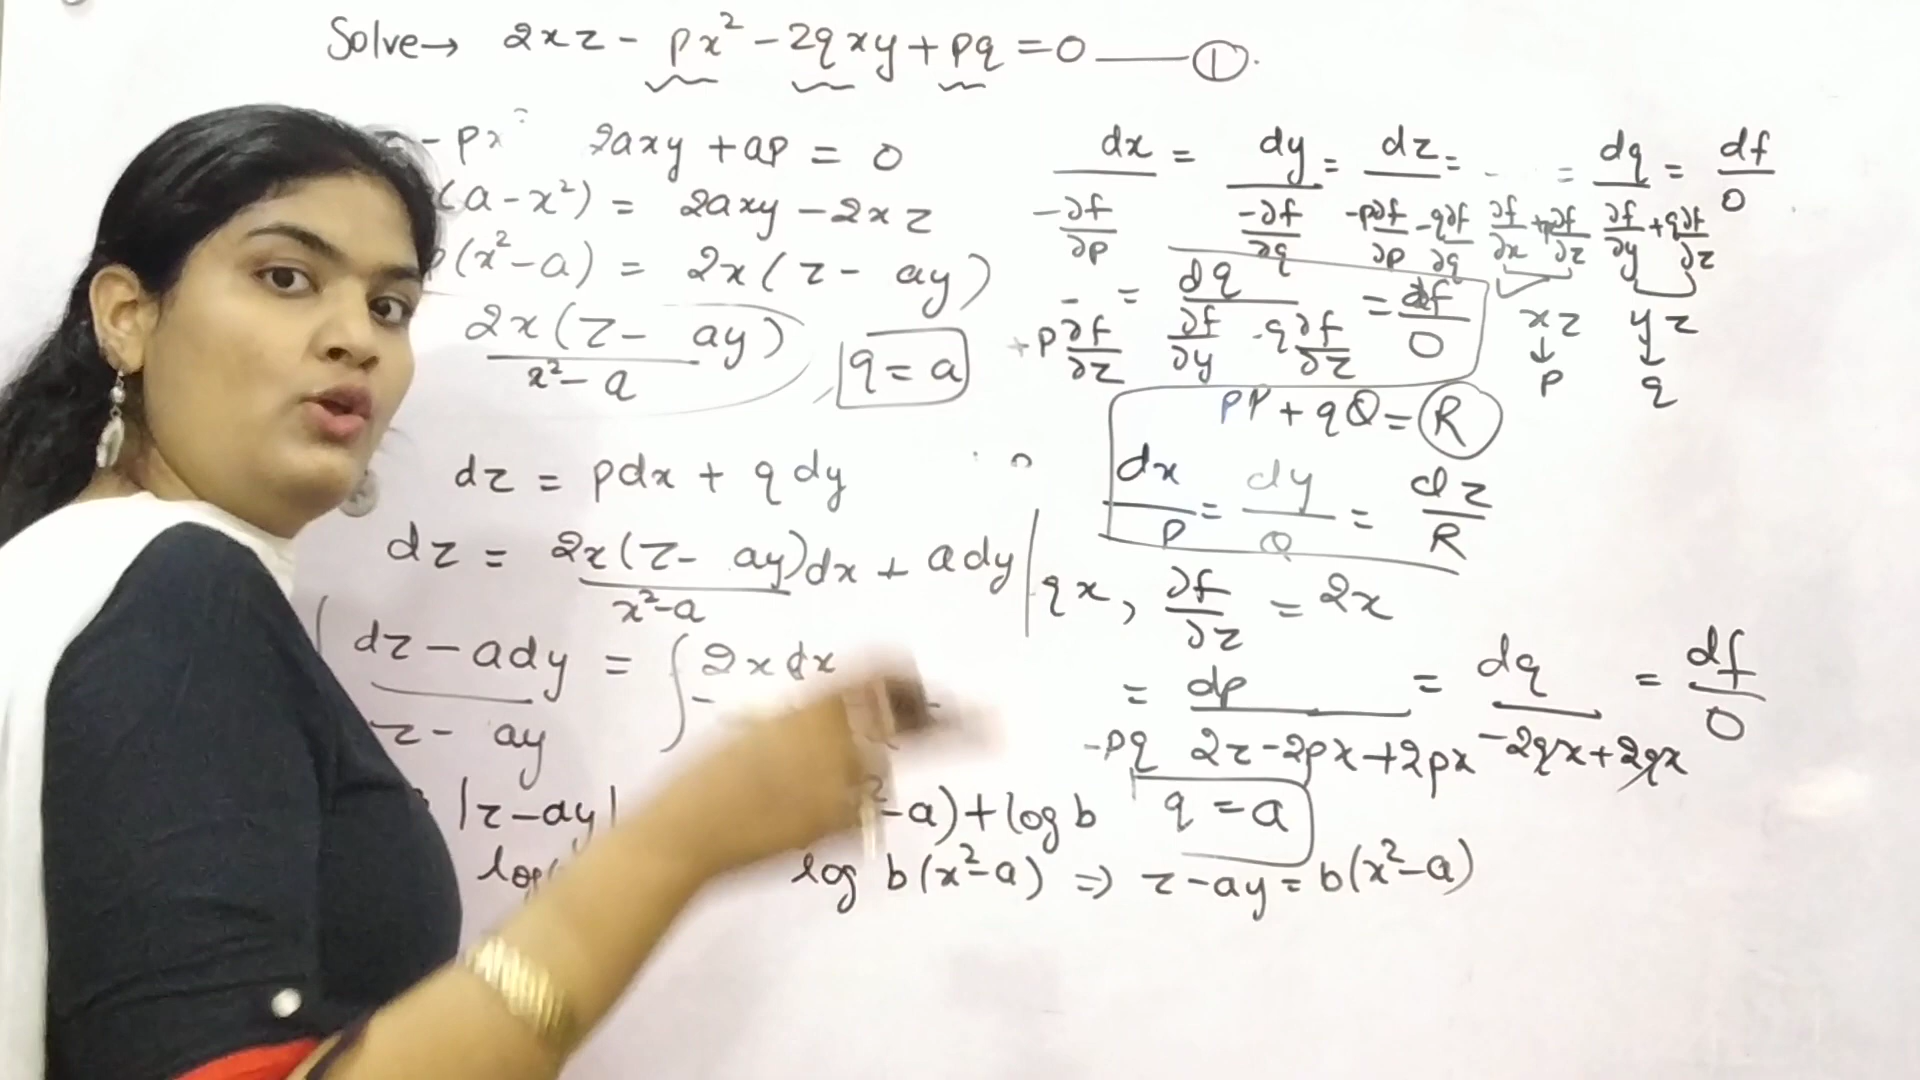 Solve→ 2xz - px² - 2qxy + pq = 0 —— ①.
- px² 2axy + ap = 0
(a - x²) = 2axy - 2xz
p(x² - a) = 2x(z - ay)
2x(z - ay) / x² - a
q = a
dz = pdx + qdy
dz = 2x(z - ay)/x² - a dx + ady
dz - ady / z - ay = ∫ 2x dx
|z - ay| ² - a) + log b
log b(x² - a) ⇒ z - ay = b(x² - a)
dx / -∂f/∂p = dy / -∂f/∂q = dz / -p∂f/∂p - q∂f/∂q = - - = dq / ∂f/∂y + q∂f/∂z = df / 0
∂f/∂x + p∂f/∂z
- = dq / ∂f/∂y - q∂f/∂z = df / 0
+ p∂f/∂z
xz yz
↓ ↓
p q
pP + qQ = R
dx/P = dy/Q = dz/R
qx, ∂f/∂z = 2x
= dp / 2z - 2px + 2px = dq / -2qx + 2qx = df / 0
-pq
q = a